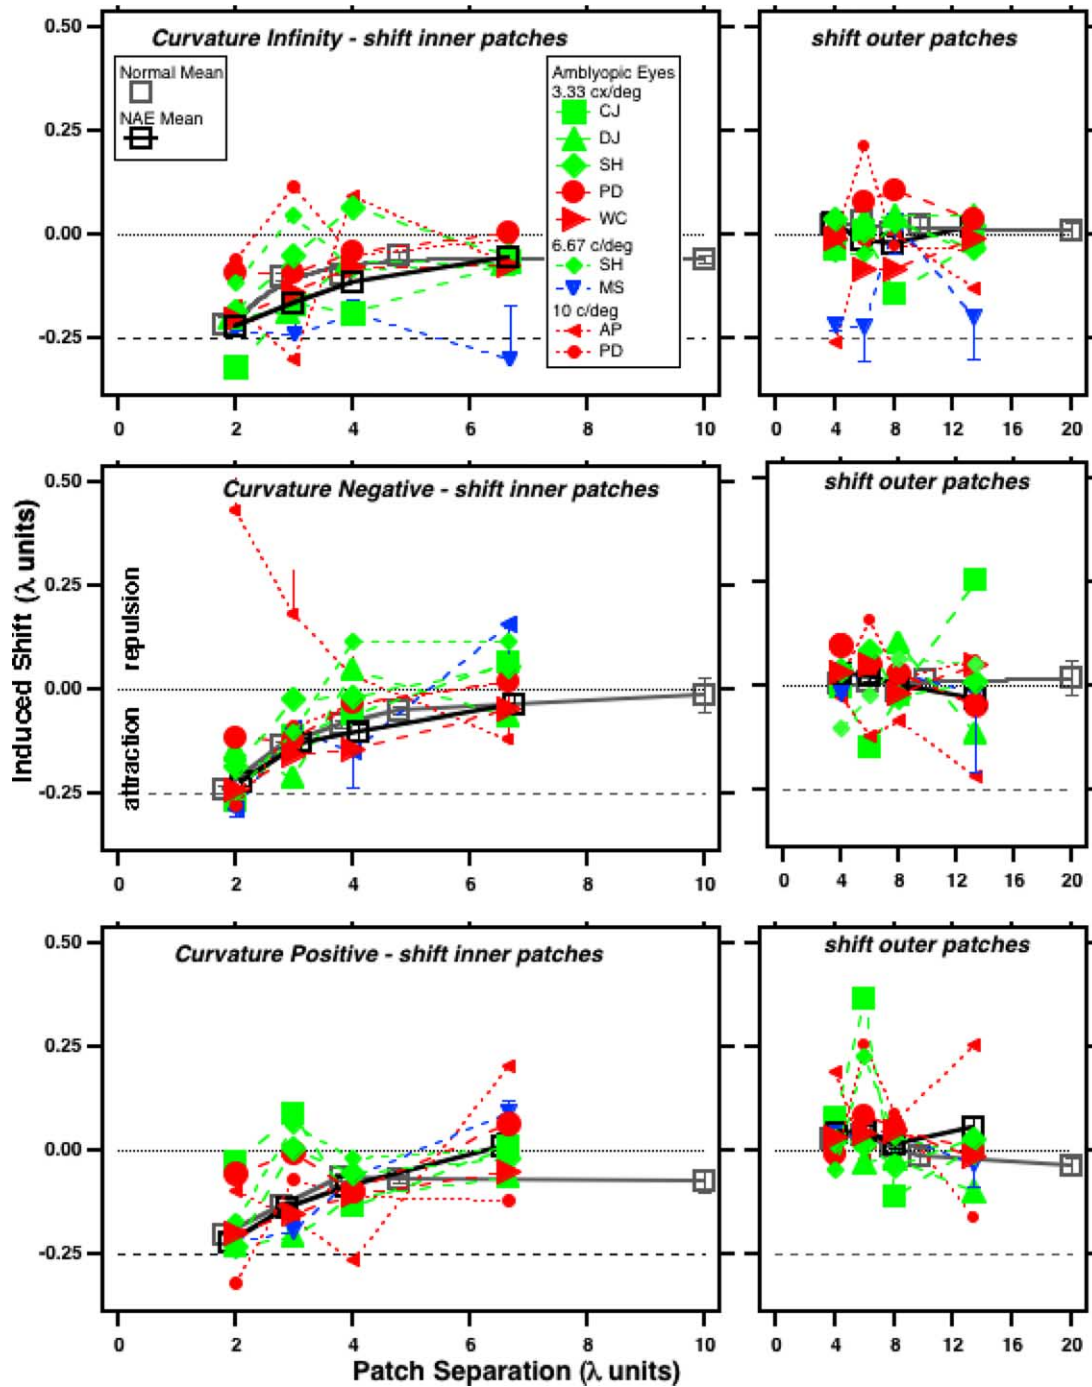 Curvature Infinity - shift inner patches
shift outer patches
Normal Mean
NAE Mean
Amblyopic Eyes
3.33 cx/deg
CJ
DJ
SH
PD
WC
6.67 c/deg
SH
MS
10 c/deg
AP
PD
0.50
0.25
0.00
-0.25
0 2 4 6 8 10
0 4 8 12 16 20
Curvature Negative - shift inner patches
shift outer patches
0.50
0.25
0.00
-0.25
repulsion
attraction
Induced Shift (λ units)
0 2 4 6 8 10
0 4 8 12 16 20
Curvature Positive - shift inner patches
shift outer patches
0.50
0.25
0.00
-0.25
0 2 4 6 8 10
0 4 8 12 16 20
Patch Separation (λ units)